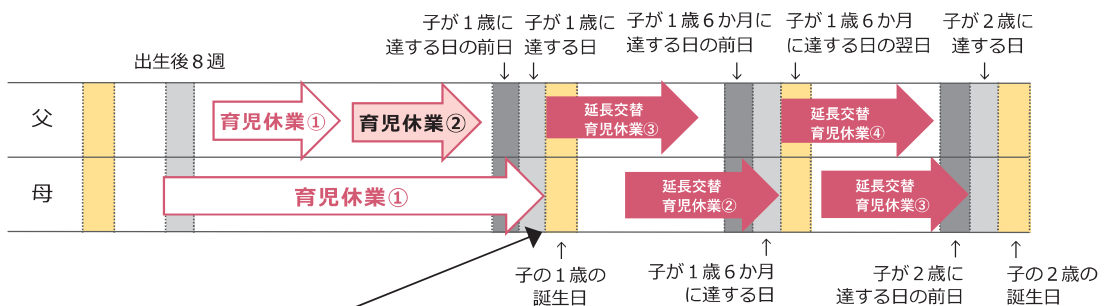 子が1歳に
達する日の前日
子が1歳に
達する日
子が1歳6か月に
達する日の前日
子が1歳6か月
に達する日の翌日
子が2歳に
達する日
出生後8週
↓
↓
↓
↓
↓
父
育児休業①
育児休業②
延長交替
育児休業③
延長交替
育児休業④
母
育児休業①
延長交替
育児休業②
延長交替
育児休業③
↑
↑
↑
↑
子の1歳の
誕生日
子が1歳6か月
に達する日
子が2歳に
達する日の前日
子の2歳の
誕生日